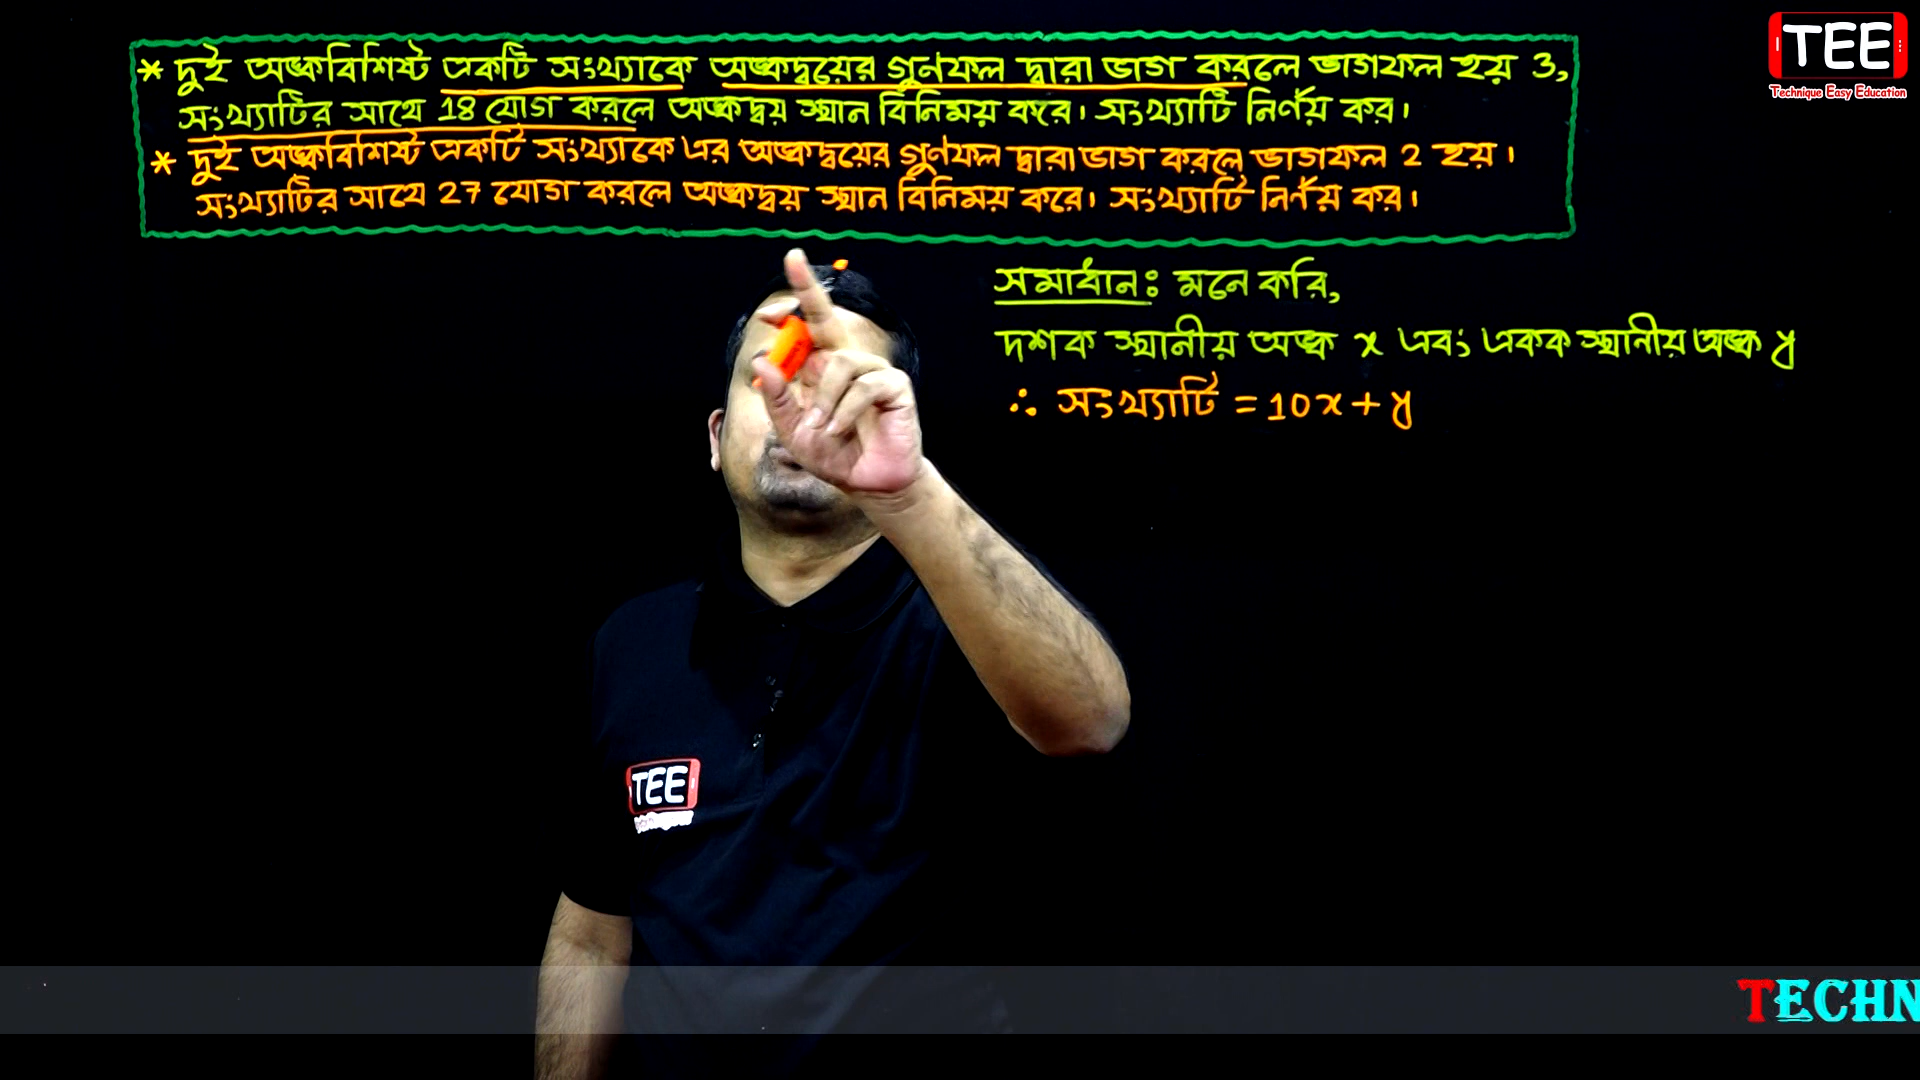 TEE
Technique Easy Education
* দুই অঙ্কবিশিষ্ট একটি সংখ্যাকে অঙ্কদ্বয়ের গুণফল দ্বারা ভাগ করলে ভাগফল হয় 3,
সংখ্যাটির সাথে 18 যোগ করলে অঙ্কদ্বয় স্থান বিনিময় করে। সংখ্যাটি নির্ণয় কর।
* দুই অঙ্কবিশিষ্ট একটি সংখ্যাকে এর অঙ্কদ্বয়ের গুণফল দ্বারা ভাগ করলে ভাগফল 2 হয়।
সংখ্যাটির সাথে 27 যোগ করলে অঙ্কদ্বয় স্থান বিনিময় করে। সংখ্যাটি নির্ণয় কর।
সমাধানঃ মনে করি,
দশক স্থানীয় অঙ্ক x এবং একক স্থানীয় অঙ্ক y
∴ সংখ্যাটি = 10x + y
TEE
TECHN